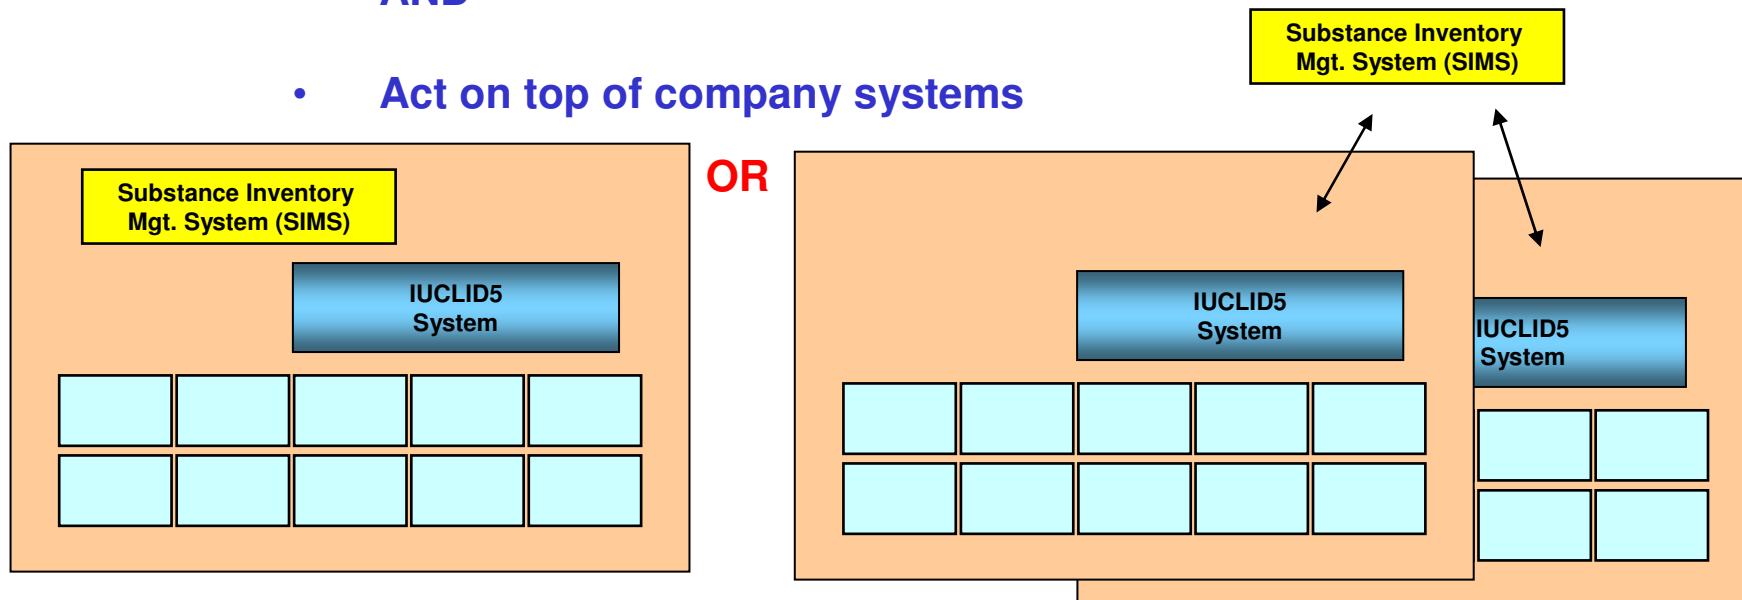 AND
• Act on top of company systems
Substance Inventory
Mgt. System (SIMS)
OR
Substance Inventory
Mgt. System (SIMS)
IUCLID5
System
IUCLID5
System
IUCLID5
System